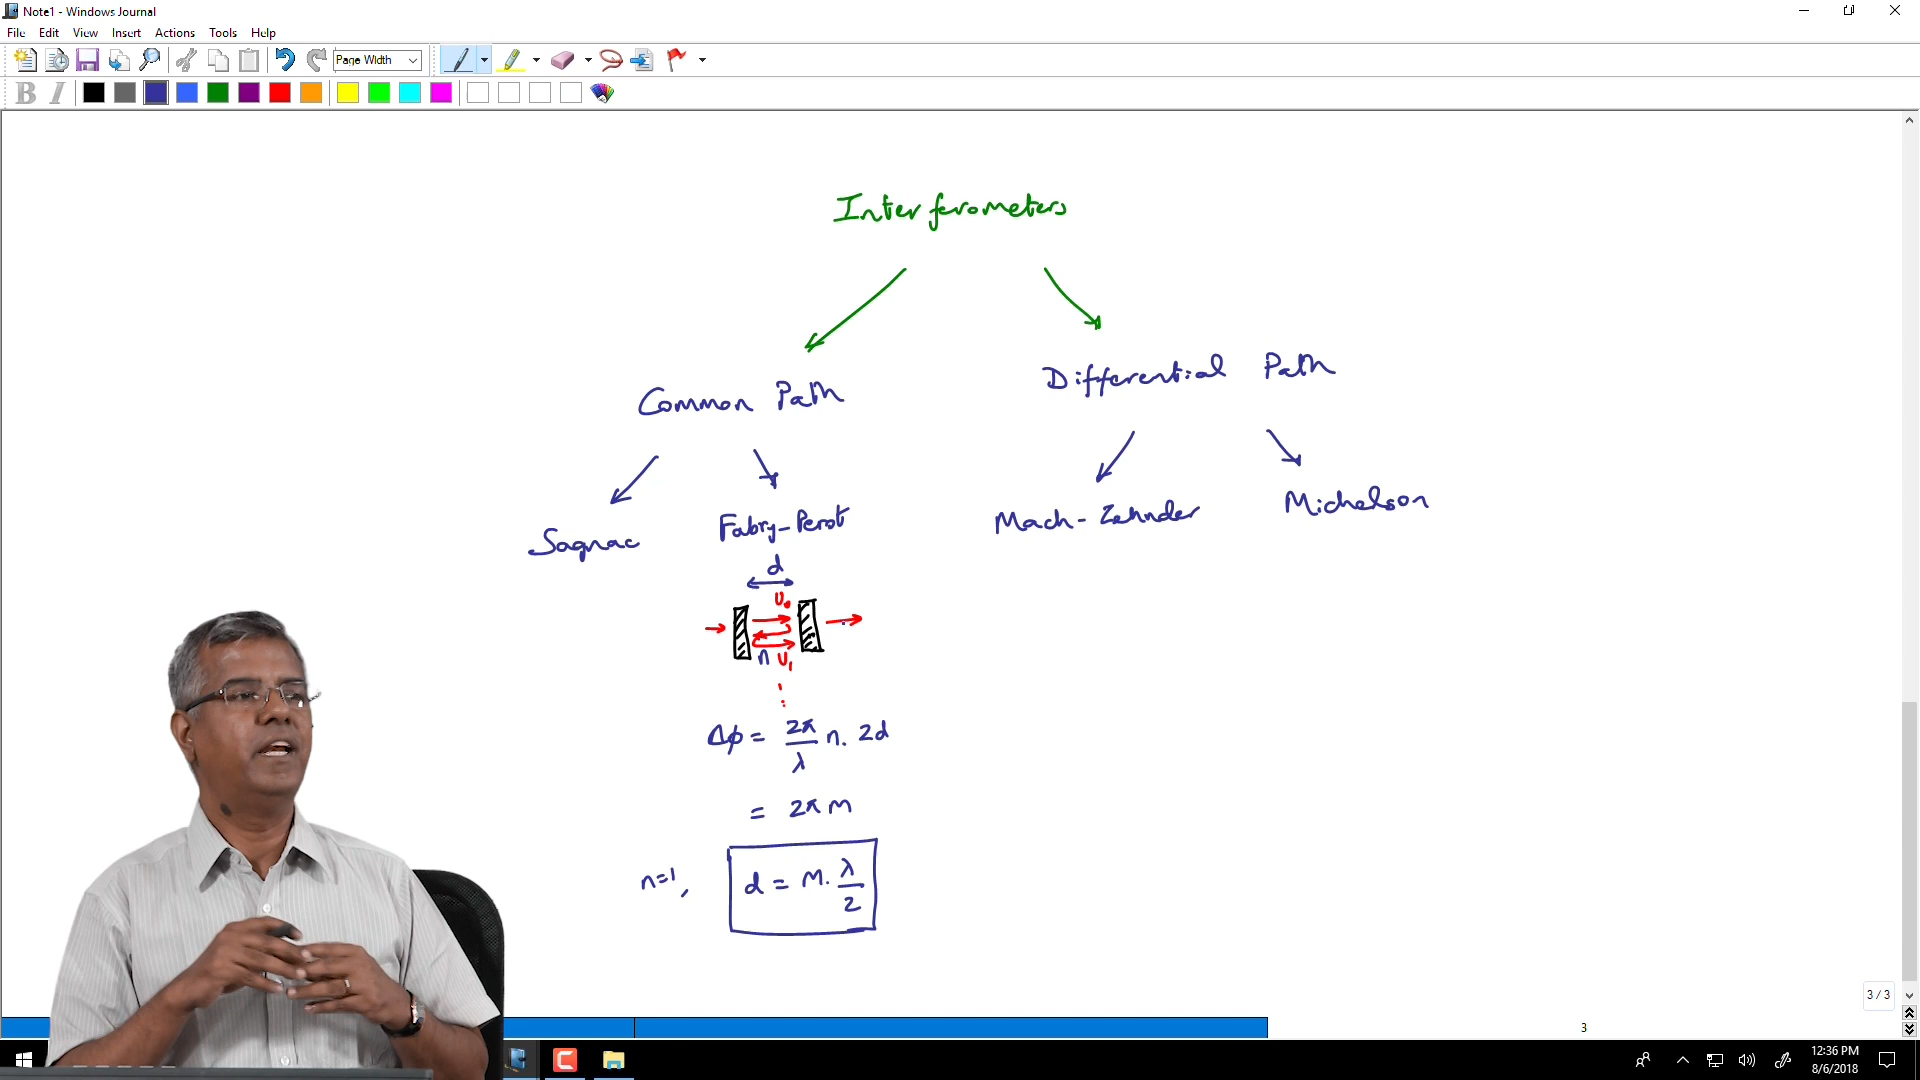 Note1 - Windows Journal
File Edit View Insert Actions Tools Help
Page Width
B I
Interferometers
Common Path
Differential Path
Sagnac
Fabry-Perot
Mach-Zehnder
Michelson
d
U₀
n U₁
Δϕ = 2π/λ n. 2d
= 2πm
n=1, d = m. λ/2
3 / 3
3
12:36 PM
8/6/2018